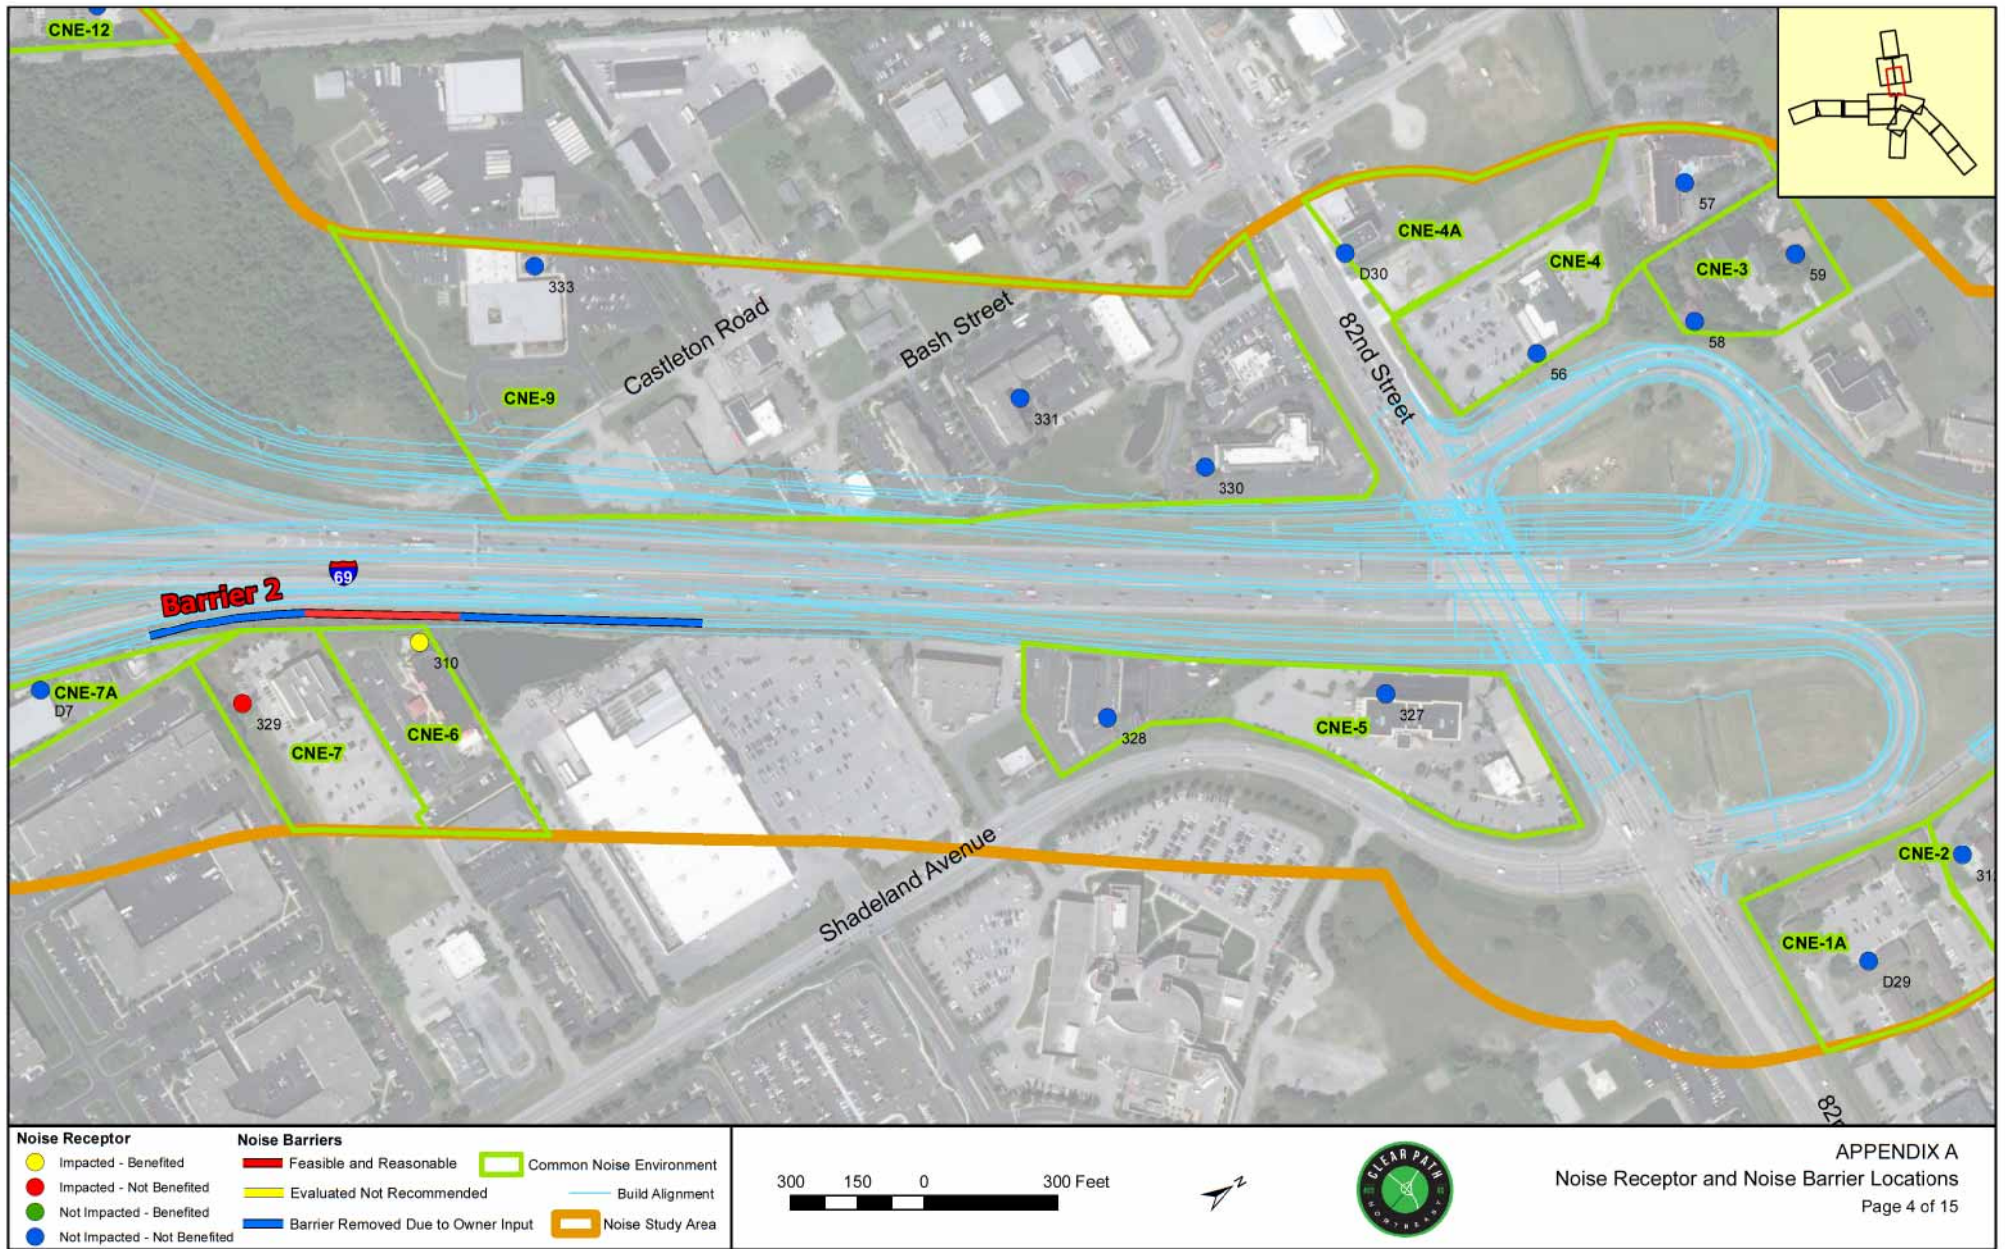 CNE-12
57
CNE-4A
D30
CNE-4
CNE-3
59
333
58
Castleton Road
Bash Street
82nd Street
56
CNE-9
331
330
69
Barrier 2
310
CNE-7A
D7
329
CNE-7
CNE-6
328
CNE-5
327
Shadeland Avenue
CNE-2
CNE-1A
D29
Noise Receptor
Impacted - Benefited
Impacted - Not Benefited
Not Impacted - Benefited
Not Impacted - Not Benefited
Noise Barriers
Feasible and Reasonable
Evaluated Not Recommended
Barrier Removed Due to Owner Input
Common Noise Environment
Build Alignment
Noise Study Area
300 150 0 300 Feet
N
CLEAR PATH
NORTHEAST
APPENDIX A
Noise Receptor and Noise Barrier Locations
Page 4 of 15